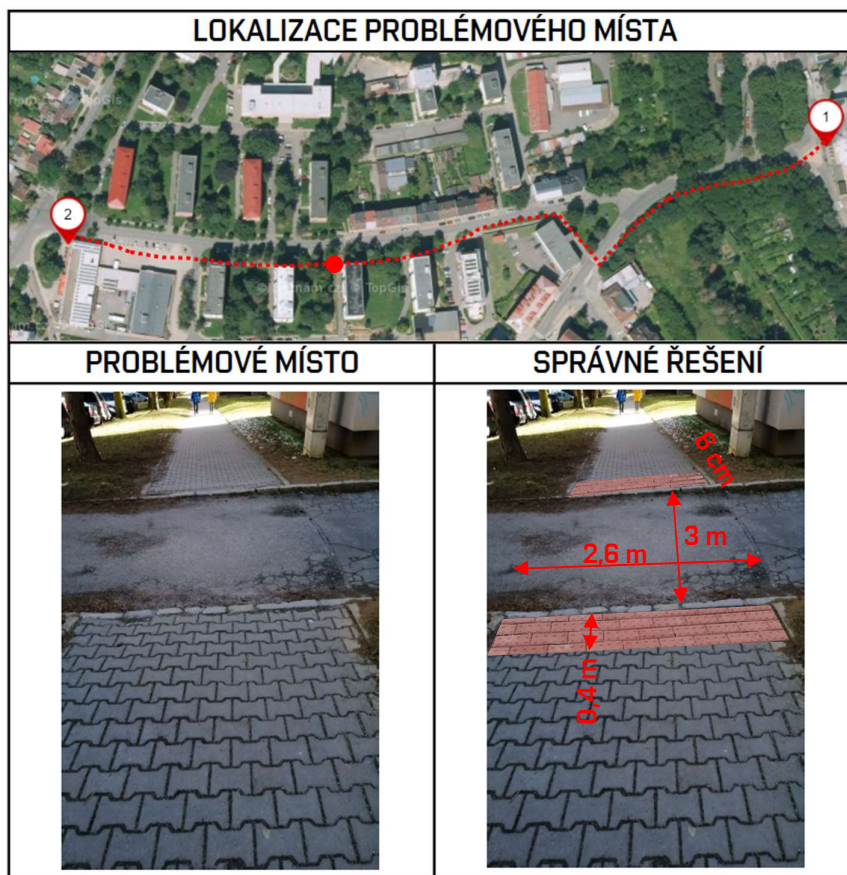 LOKALIZACE PROBLÉMOVÉHO MÍSTA
1
2
PROBLÉMOVÉ MÍSTO
SPRÁVNÉ ŘEŠENÍ
6 cm
3 m
2,6 m
0,4 m